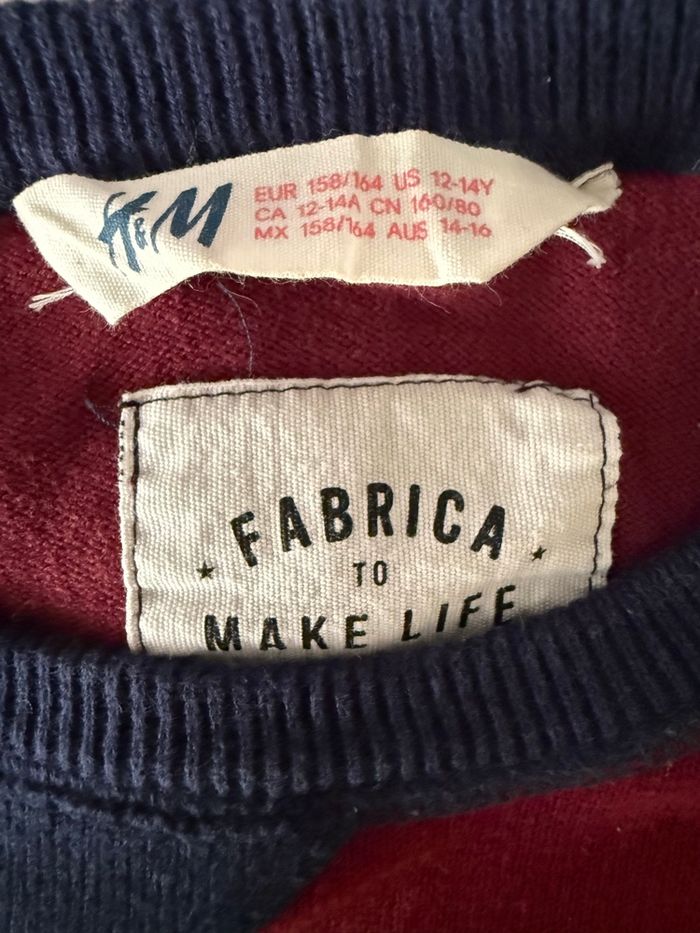 H&M
EUR 158/164 US 12-14Y
CA 12-14A CN 160/80
MX 158/164 AUS 14-16
FABRICA
TO
MAKE LIFE